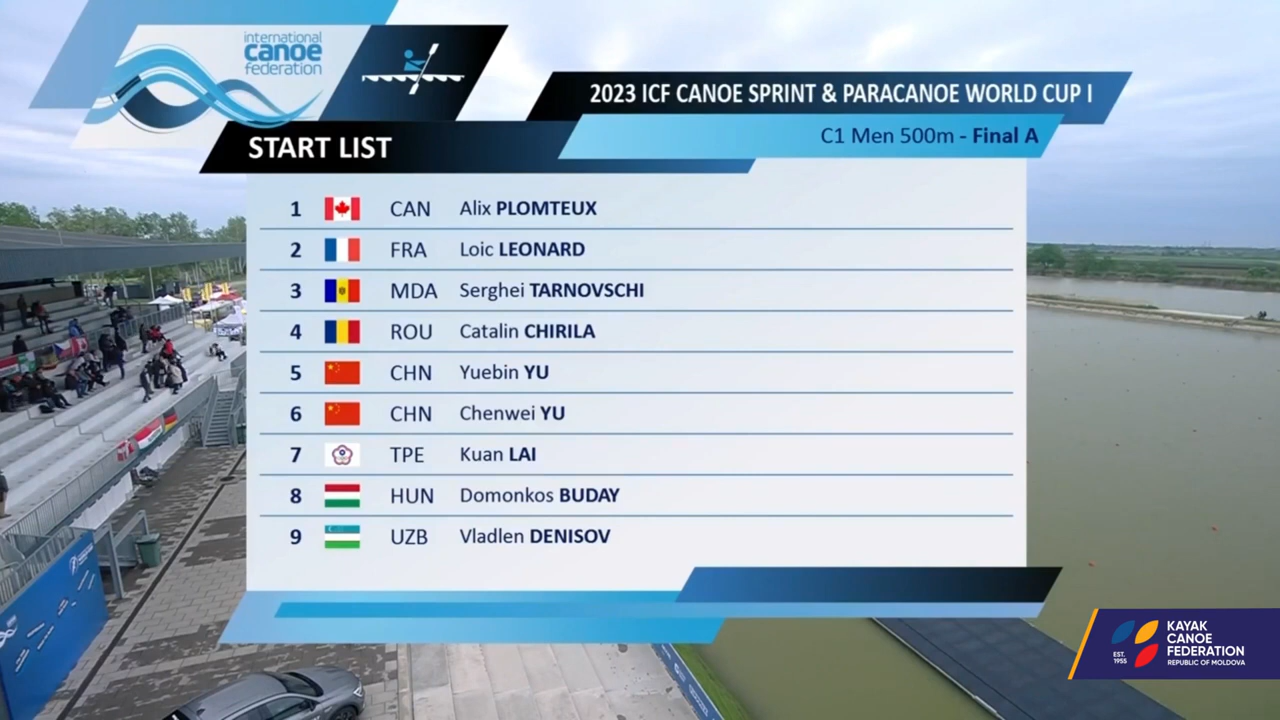 international
canoe
federation
2023 ICF CANOE SPRINT & PARACANOE WORLD CUP I
C1 Men 500m - Final A
START LIST
1 CAN Alix PLOMTEUX
2 FRA Loic LEONARD
3 MDA Serghei TARNOVSCHI
4 ROU Catalin CHIRILA
5 CHN Yuebin YU
6 CHN Chenwei YU
7 TPE Kuan LAI
8 HUN Domonkos BUDAY
9 UZB Vladlen DENISOV
EST.
1955
KAYAK
CANOE
FEDERATION
REPUBLIC OF MOLDOVA